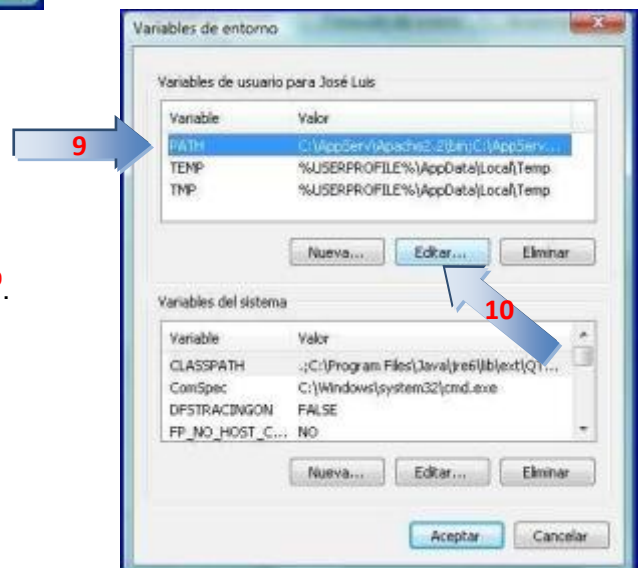 Variables de entorno
Variables de usuario para José Luis
Variable Valor
9
PATH C:\AppServ\Apache2.2\bin;C:\AppServ...
TEMP %USERPROFILE%\AppData\Local\Temp
TMP %USERPROFILE%\AppData\Local\Temp
Nueva... Editar... Eliminar
.
10
Variables del sistema
Variable Valor
CLASSPATH .;C:\Program Files\Java\jre6\lib\ext\QT...
ComSpec C:\Windows\system32\cmd.exe
DFSTRACINGON FALSE
FP_NO_HOST_C... NO
Nueva... Editar... Eliminar
Aceptar Cancelar